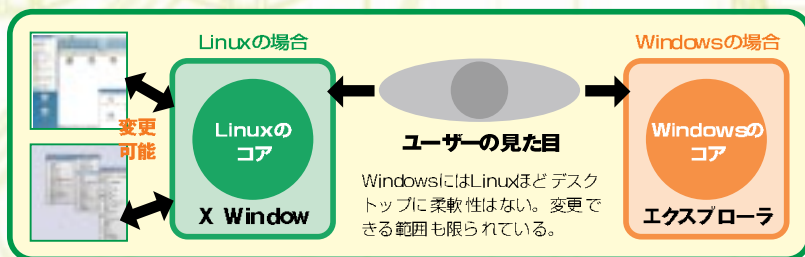 Linuxの場合
変更
可能
Linuxの
コア
X Window
ユーザーの見た目
WindowsにはLinuxほどデスク
トップに柔軟性はない。変更で
きる範囲も限られている。
Windowsの場合
Windowsの
コア
エクスプローラ